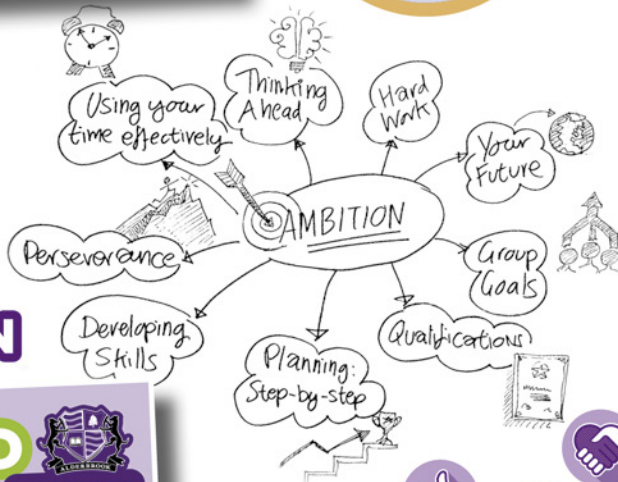 Using your
time effectively
Thinking
Ahead
Hard
Work
Your
Future
AMBITION
Perseverance
Group
Goals
Developing
Skills
Planning:
Step-by-step
Qualifications
N
ALDERBROOK